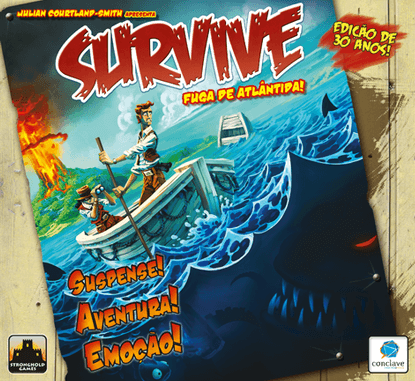 JULIAN COURTLAND-SMITH APRESENTA
SURVIVE
FUGA DE ATLÂNTIDA!
EDIÇÃO DE
30 ANOS!
SUSPENSE!
AVENTURA!
EMOÇÃO!
STRONGHOLD
GAMES
conclave